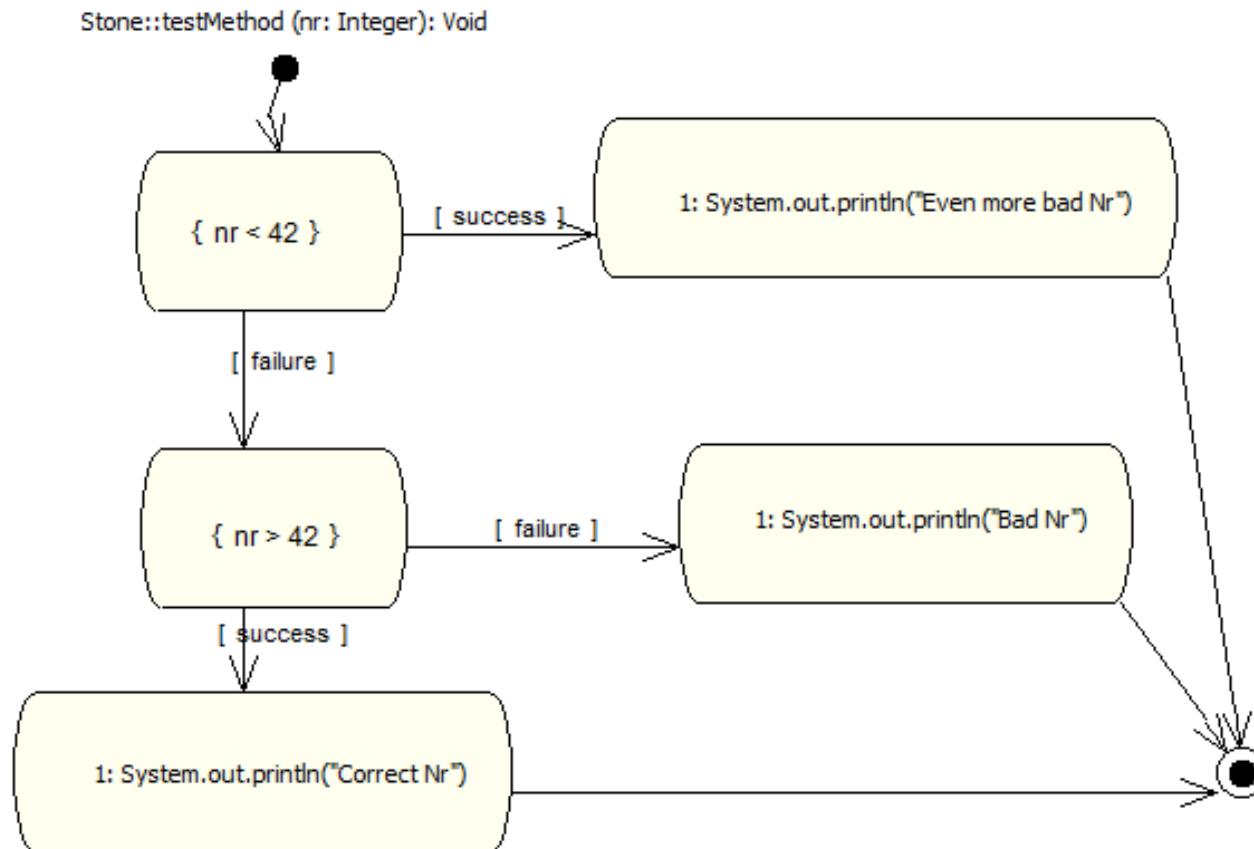 Stone::testMethod (nr: Integer): Void
{ nr < 42 }
[ success ]
1: System.out.println("Even more bad Nr")
[ failure ]
{ nr > 42 }
[ failure ]
1: System.out.println("Bad Nr")
[ success ]
1: System.out.println("Correct Nr")